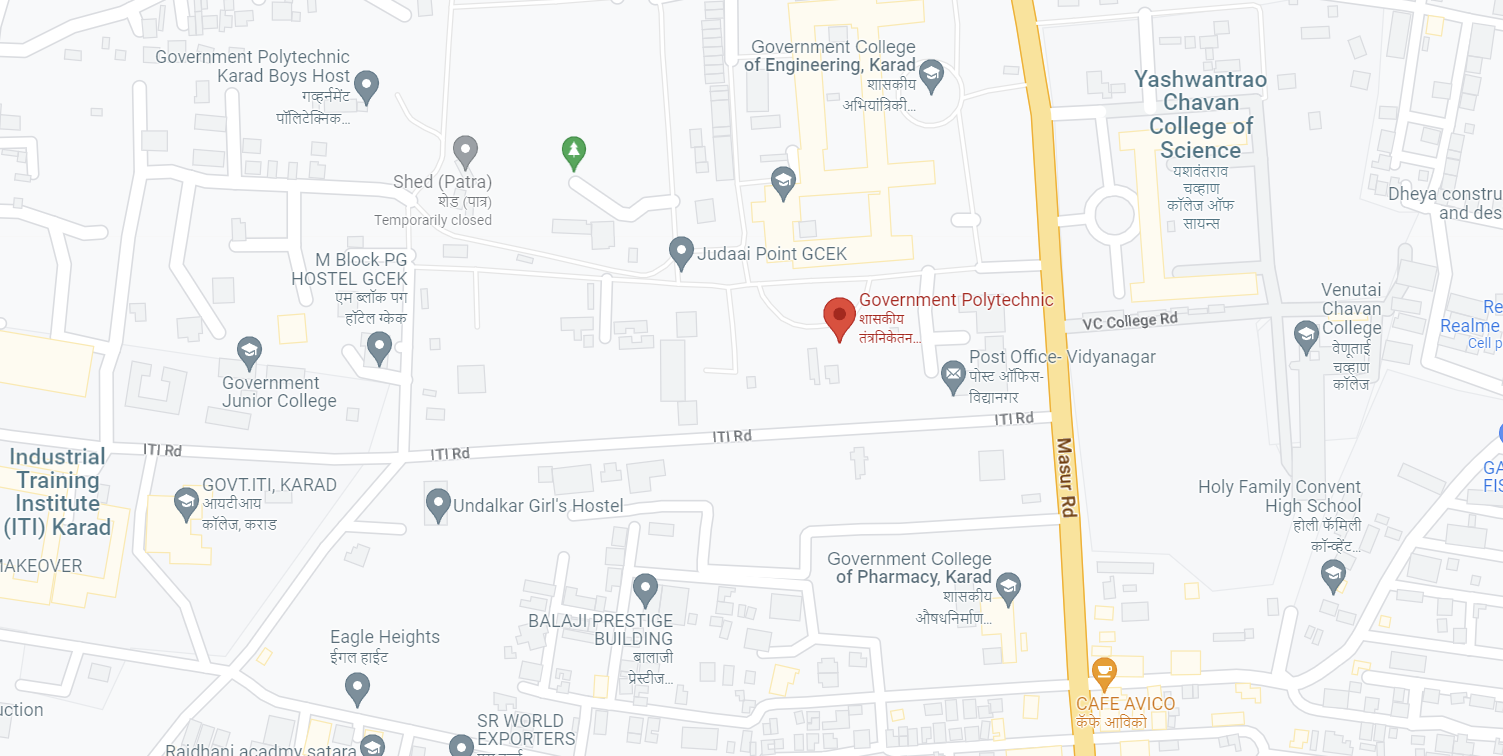 Government Polytechnic
Karad Boys Host
गव्हर्नमेंट
पॉलिटेक्निक...
Government College
of Engineering, Karad
शासकीय
अभियांत्रिकी...
Yashwantrao
Chavan
College of
Science
यशवंतराव
चव्हाण
कॉलेज ऑफ
सायन्स
Shed (Patra)
शेड (पात्र)
Temporarily closed
Dheya constru
and des
M Block PG
HOSTEL GCEK
एम ब्लॉक पग
हॉटेल ग्केक
Judaai Point GCEK
Government Polytechnic
शासकीय
तंत्रनिकेतन...
VC College Rd
Venutai
Chavan
College
वेणूताई
चव्हाण
कॉलेज
Re
Realme
Cell p
Government
Junior College
Post Office- Vidyanagar
पोस्ट ऑफिस-
विद्यानगर
ITI Rd
ITI Rd
ITI Rd
ITI Rd
Masur Rd
Industrial
Training
Institute
(ITI) Karad
GOVT.ITI, KARAD
आयटीआय
कॉलेज, कराड
Undalkar Girl's Hostel
GA
FIS
Holy Family Convent
High School
होली फॅमिली
कॉन्व्हेंट...
MAKEOVER
Government College
of Pharmacy, Karad
शासकीय
औषधनिर्माण...
BALAJI PRESTIGE
BUILDING
बालाजी
प्रेस्टीज...
Eagle Heights
ईगल हाईट
CAFE AVICO
कॅफे आविको
uction
SR WORLD
EXPORTERS
Rajdhani acadmy satara